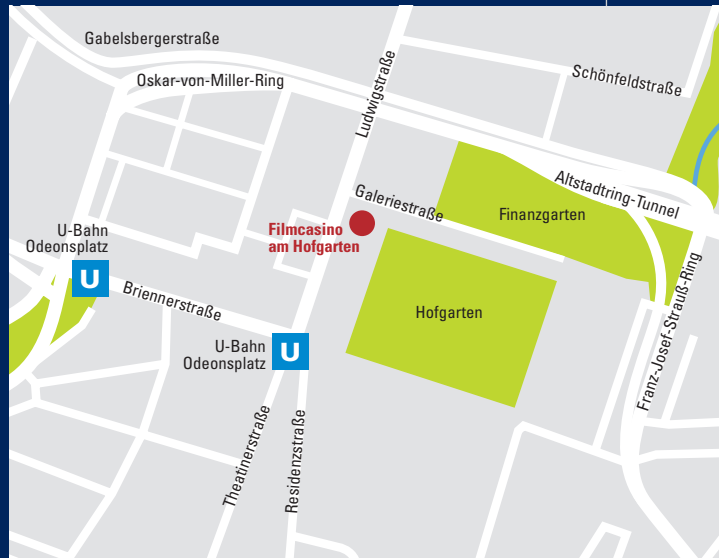 Gabelsbergerstraße
Oskar-von-Miller-Ring
Ludwigstraße
Schönfeldstraße
Altstadtring-Tunnel
Galeriestraße
Finanzgarten
Filmcasino
am Hofgarten
U-Bahn
Odeonsplatz
U
Briennerstraße
Hofgarten
Franz-Josef-Strauß-Ring
U-Bahn
Odeonsplatz
U
Theatinerstraße
Residenzstraße